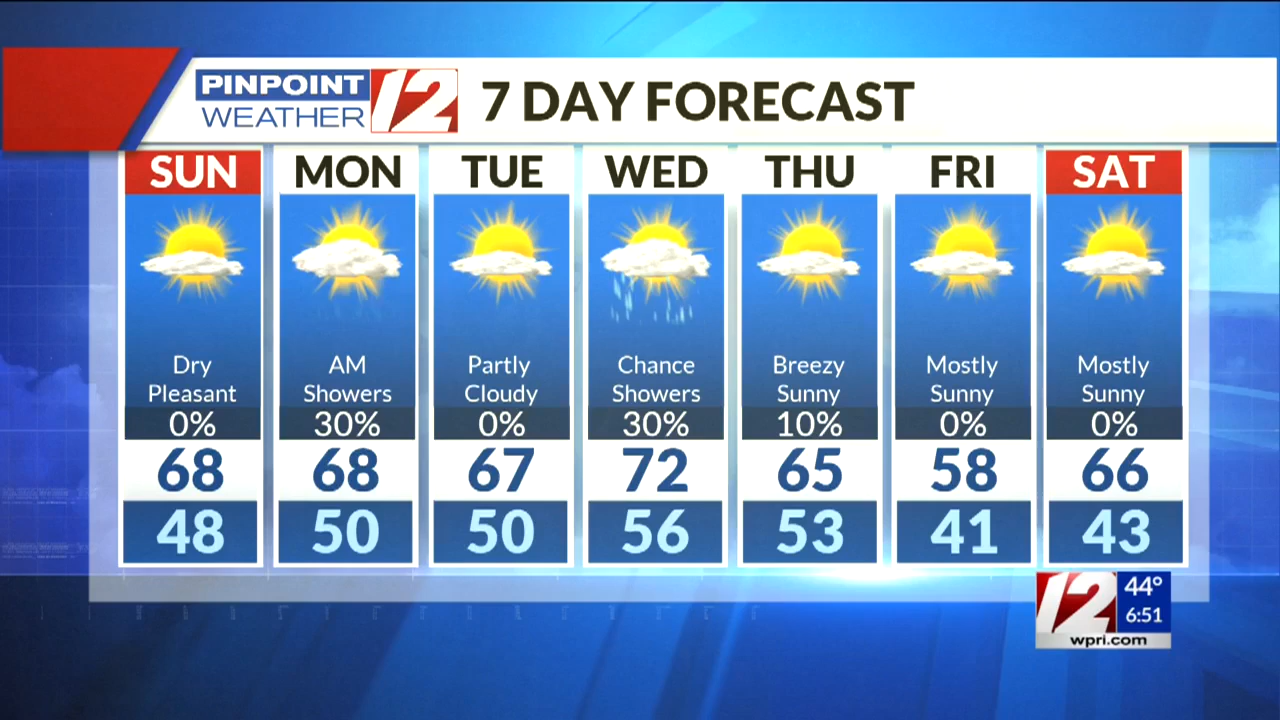 PINPOINT
WEATHER
12
7 DAY FORECAST
SUN MON TUE WED THU FRI SAT
Dry AM Partly Chance Breezy Mostly Mostly
Pleasant Showers Cloudy Showers Sunny Sunny Sunny
0% 30% 0% 30% 10% 0% 0%
68 68 67 72 65 58 66
48 50 50 56 53 41 43
12
44°
6:51
wpri.com